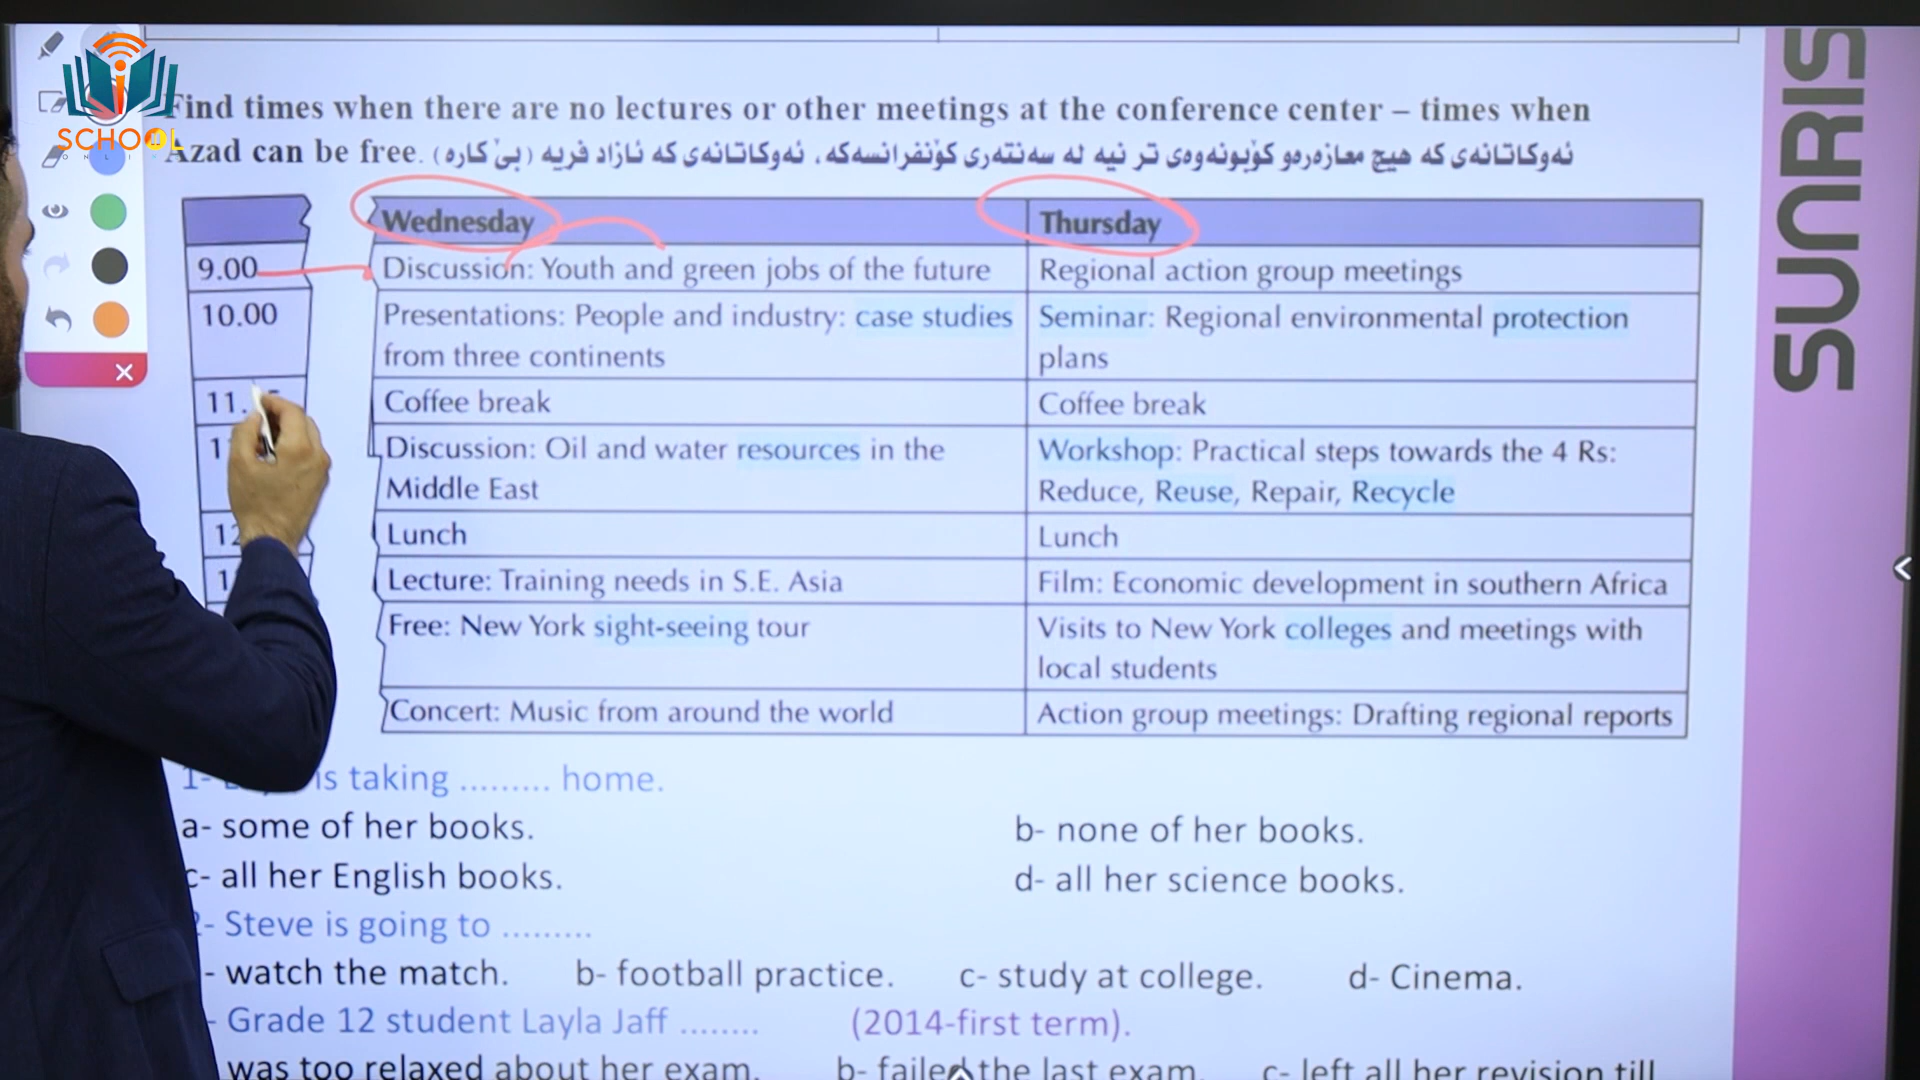 SCHOOL
ONLINE
SUNRIS
Find times when there are no lectures or other meetings at the conference center – times when
Azad can be free. ئەوکاتانەی کە هیچ معازەرەو کۆبونەوەی تر نیە لە سەنتەری کۆنفرانسەکە، ئەوکاتانەی کە ئازاد فریە (بێ کارە)
Wednesday Thursday
9.00 Discussion: Youth and green jobs of the future Regional action group meetings
10.00 Presentations: People and industry: case studies Seminar: Regional environmental protection
from three continents plans
11. Coffee break Coffee break
Discussion: Oil and water resources in the Workshop: Practical steps towards the 4 Rs:
Middle East Reduce, Reuse, Repair, Recycle
Lunch Lunch
Lecture: Training needs in S.E. Asia Film: Economic development in southern Africa
Free: New York sight-seeing tour Visits to New York colleges and meetings with
local students
Concert: Music from around the world Action group meetings: Drafting regional reports
1- is taking ......... home.
a- some of her books. b- none of her books.
c- all her English books. d- all her science books.
- Steve is going to .........
- watch the match. b- football practice. c- study at college. d- Cinema.
- Grade 12 student Layla Jaff ........ (2014-first term).
was too relaxed about her exam. b- failed the last exam. c- left all her revision till